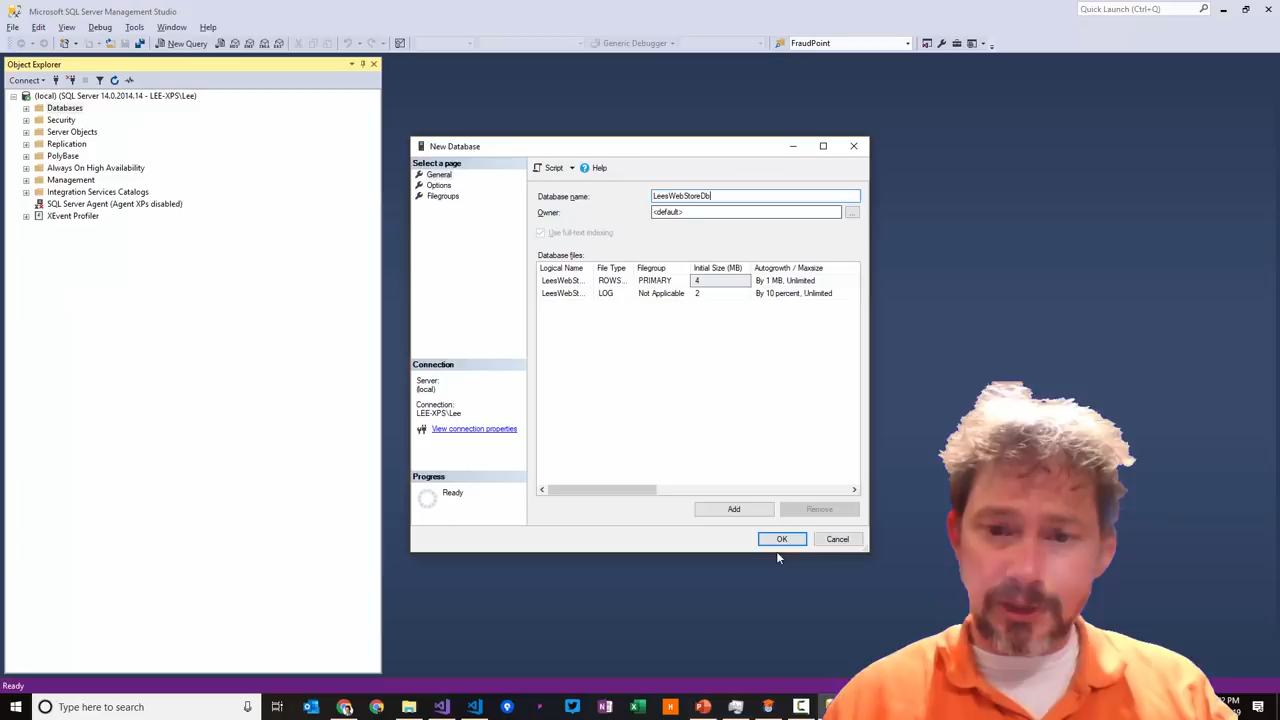 Microsoft SQL Server Management Studio
Quick Launch (Ctrl+Q)
File Edit View Debug Tools Window Help
New Query
Generic Debugger
FraudPoint
Object Explorer
Connect
(local) (SQL Server 14.0.2014.14 - LEE-XPS\Lee)
Databases
Security
Server Objects
Replication
PolyBase
Always On High Availability
Management
Integration Services Catalogs
SQL Server Agent (Agent XPs disabled)
XEvent Profiler
New Database
Select a page
General
Options
Filegroups
Connection
Server:
(local)
Connection:
LEE-XPS\Lee
View connection properties
Progress
Ready
Script Help
Database name: LeesWebStoreDb
Owner: <default> ...
Use full-text indexing
Database files:
Logical Name File Type Filegroup Initial Size (MB) Autogrowth / Maxsize
LeesWebSt... ROWS... PRIMARY 4 By 1 MB, Unlimited
LeesWebSt... LOG Not Applicable 2 By 10 percent, Unlimited
Add Remove
OK Cancel
Ready
Type here to search